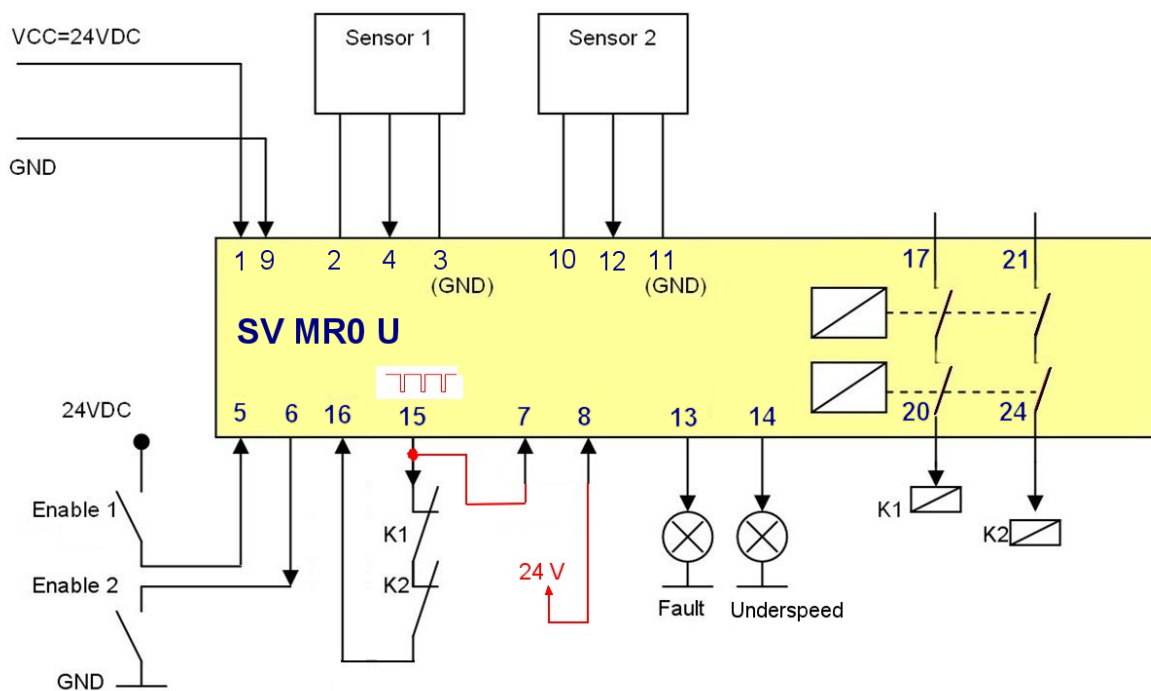 VCC=24VDC
Sensor 1
Sensor 2
GND
1 9 2 4 3 10 12 11 17 21
(GND) (GND)
SV MR0 U
24VDC
5 6 16 15 7 8 13 14 20 24
Enable 1
K1
K1
K2
Enable 2
K2
24 V
Fault
Underspeed
GND